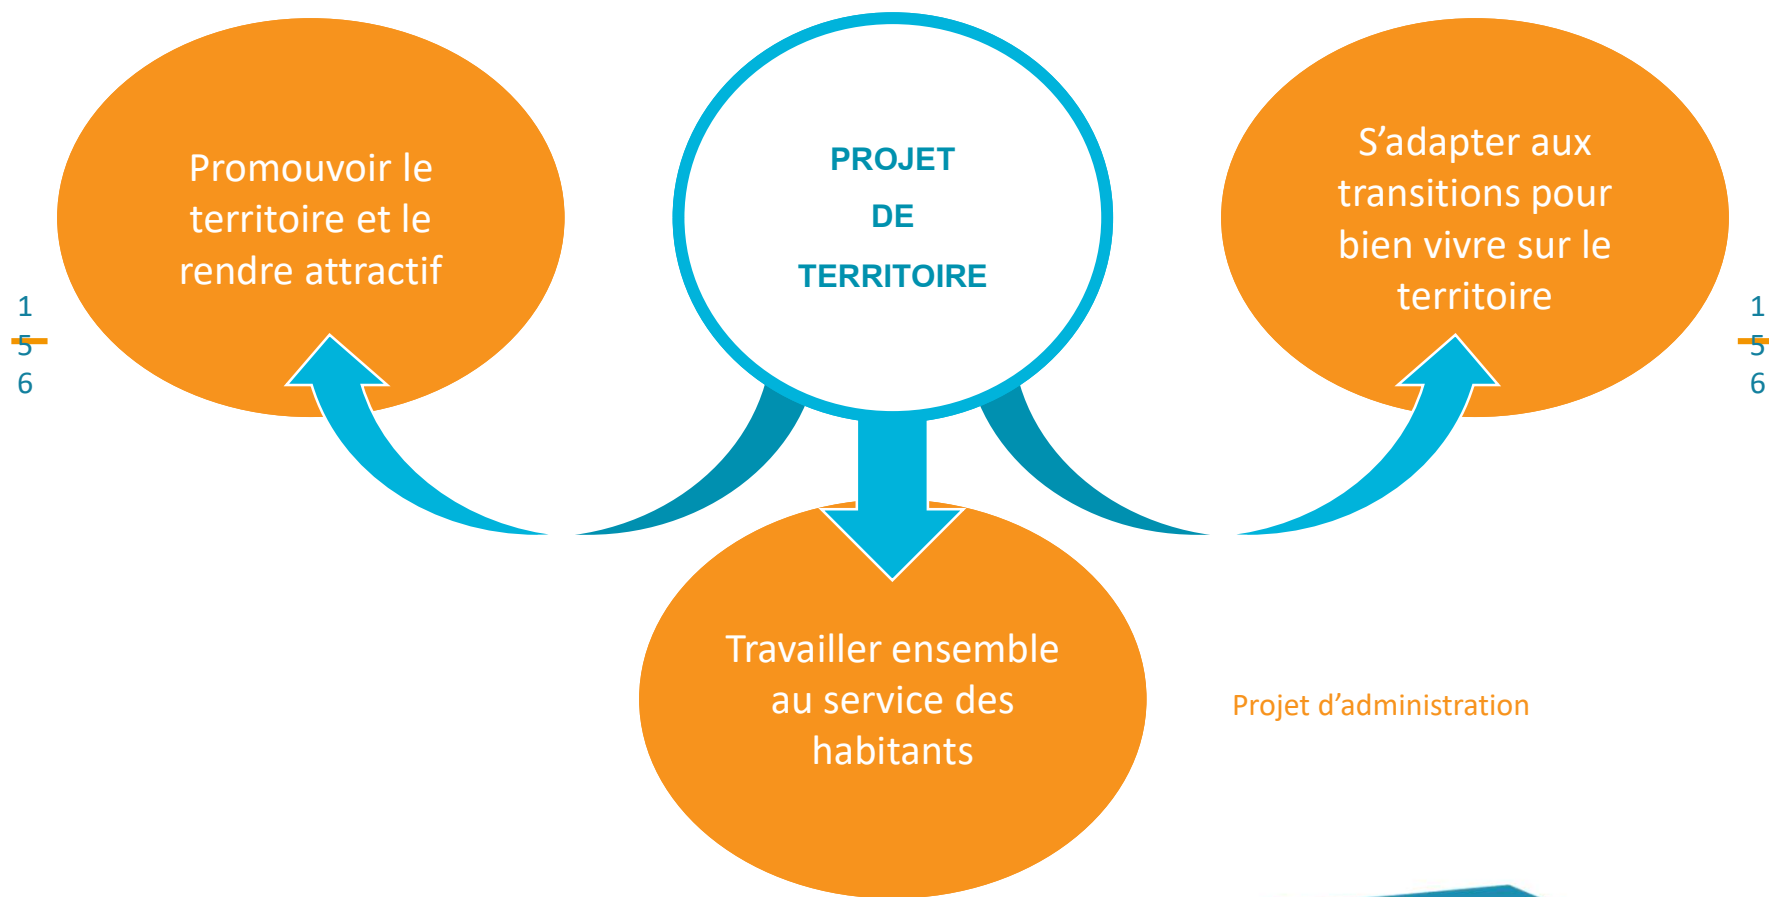 Promouvoir le
territoire et le
rendre attractif
PROJET
DE
TERRITOIRE
S’adapter aux
transitions pour
bien vivre sur le
territoire
1
5
6
1
5
6
Travailler ensemble
au service des
habitants
Projet d’administration